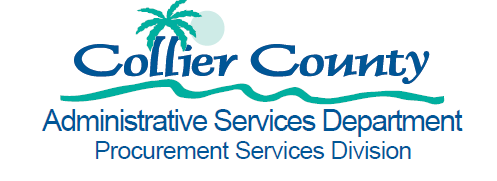 Collier County
Administrative Services Department
Procurement Services Division